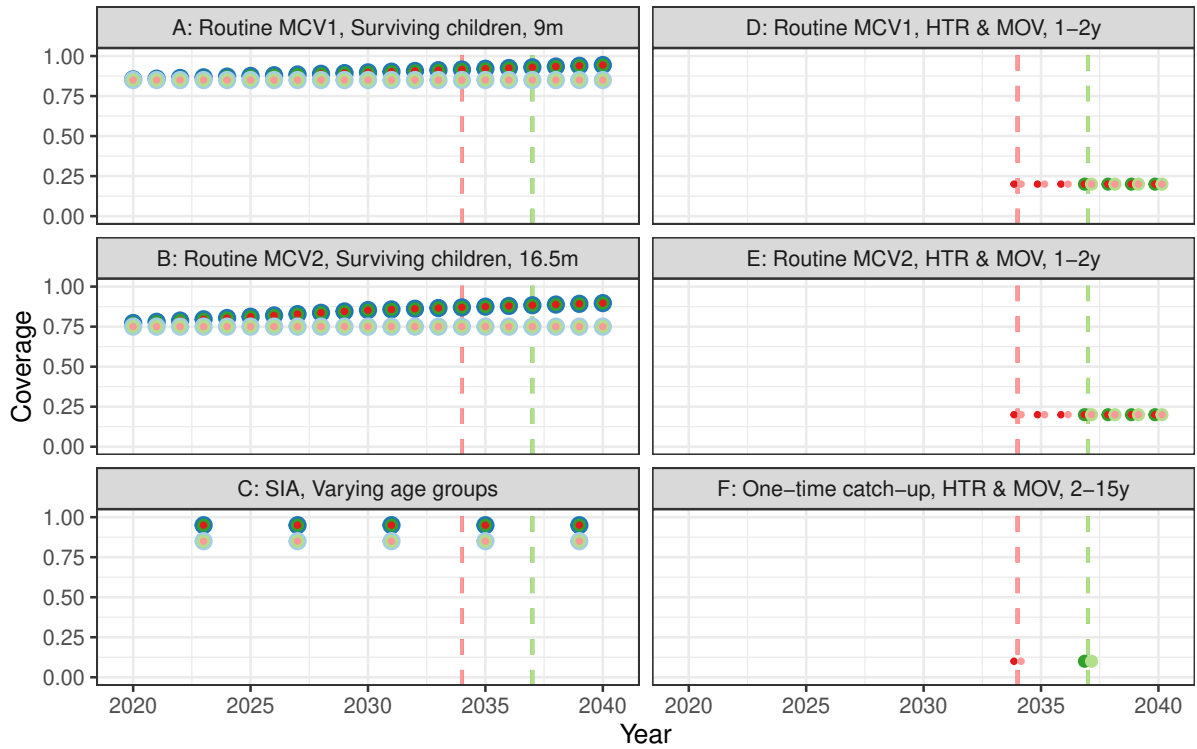 A: Routine MCV1, Surviving children, 9m
D: Routine MCV1, HTR & MOV, 1−2y
1.00
0.75
0.50
0.25
0.00
B: Routine MCV2, Surviving children, 16.5m
E: Routine MCV2, HTR & MOV, 1−2y
1.00
0.75
0.50
0.25
0.00
Coverage
C: SIA, Varying age groups
F: One−time catch−up, HTR & MOV, 2−15y
1.00
0.75
0.50
0.25
0.00
2020 2025 2030 2035 2040 2020 2025 2030 2035 2040
Year